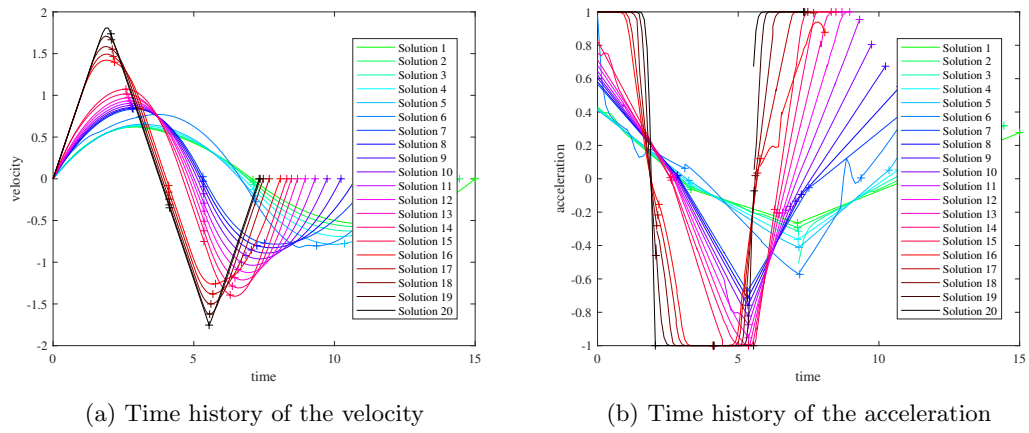 2
1.5
1
0.5
0
-0.5
-1
-1.5
-2
velocity
0
5
10
15
time
Solution 1
Solution 2
Solution 3
Solution 4
Solution 5
Solution 6
Solution 7
Solution 8
Solution 9
Solution 10
Solution 11
Solution 12
Solution 13
Solution 14
Solution 15
Solution 16
Solution 17
Solution 18
Solution 19
Solution 20
(a) Time history of the velocity
1
0.8
0.6
0.4
0.2
0
-0.2
-0.4
-0.6
-0.8
-1
acceleration
0
5
10
15
time
Solution 1
Solution 2
Solution 3
Solution 4
Solution 5
Solution 6
Solution 7
Solution 8
Solution 9
Solution 10
Solution 11
Solution 12
Solution 13
Solution 14
Solution 15
Solution 16
Solution 17
Solution 18
Solution 19
Solution 20
(b) Time history of the acceleration